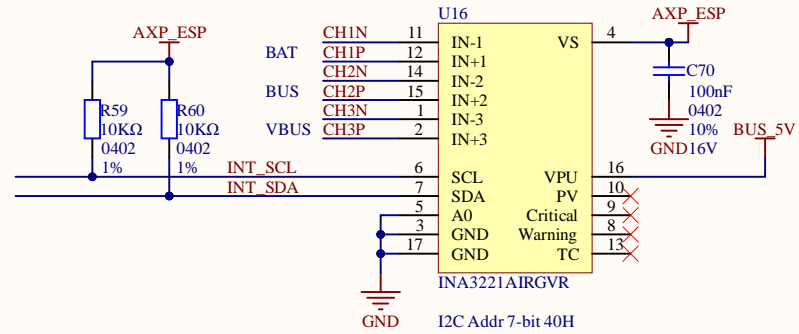 U16
AXP_ESP
AXP_ESP
CH1N 11 IN-1 VS 4
BAT CH1P 12 IN+1
CH2N 14 IN-2
BUS CH2P 15 IN+2
CH3N 1 IN-3
VBUS CH3P 2 IN+3
C70
100nF
0402
10%
16V
GND
BUS_5V
R59
10KΩ
0402
1%
R60
10KΩ
0402
1%
INT_SCL 6 SCL VPU 16
INT_SDA 7 SDA PV 10
5 A0 Critical 9
3 GND Warning 8
17 GND TC 13
GND
INA3221AIRGVR
I2C Addr 7-bit 40H